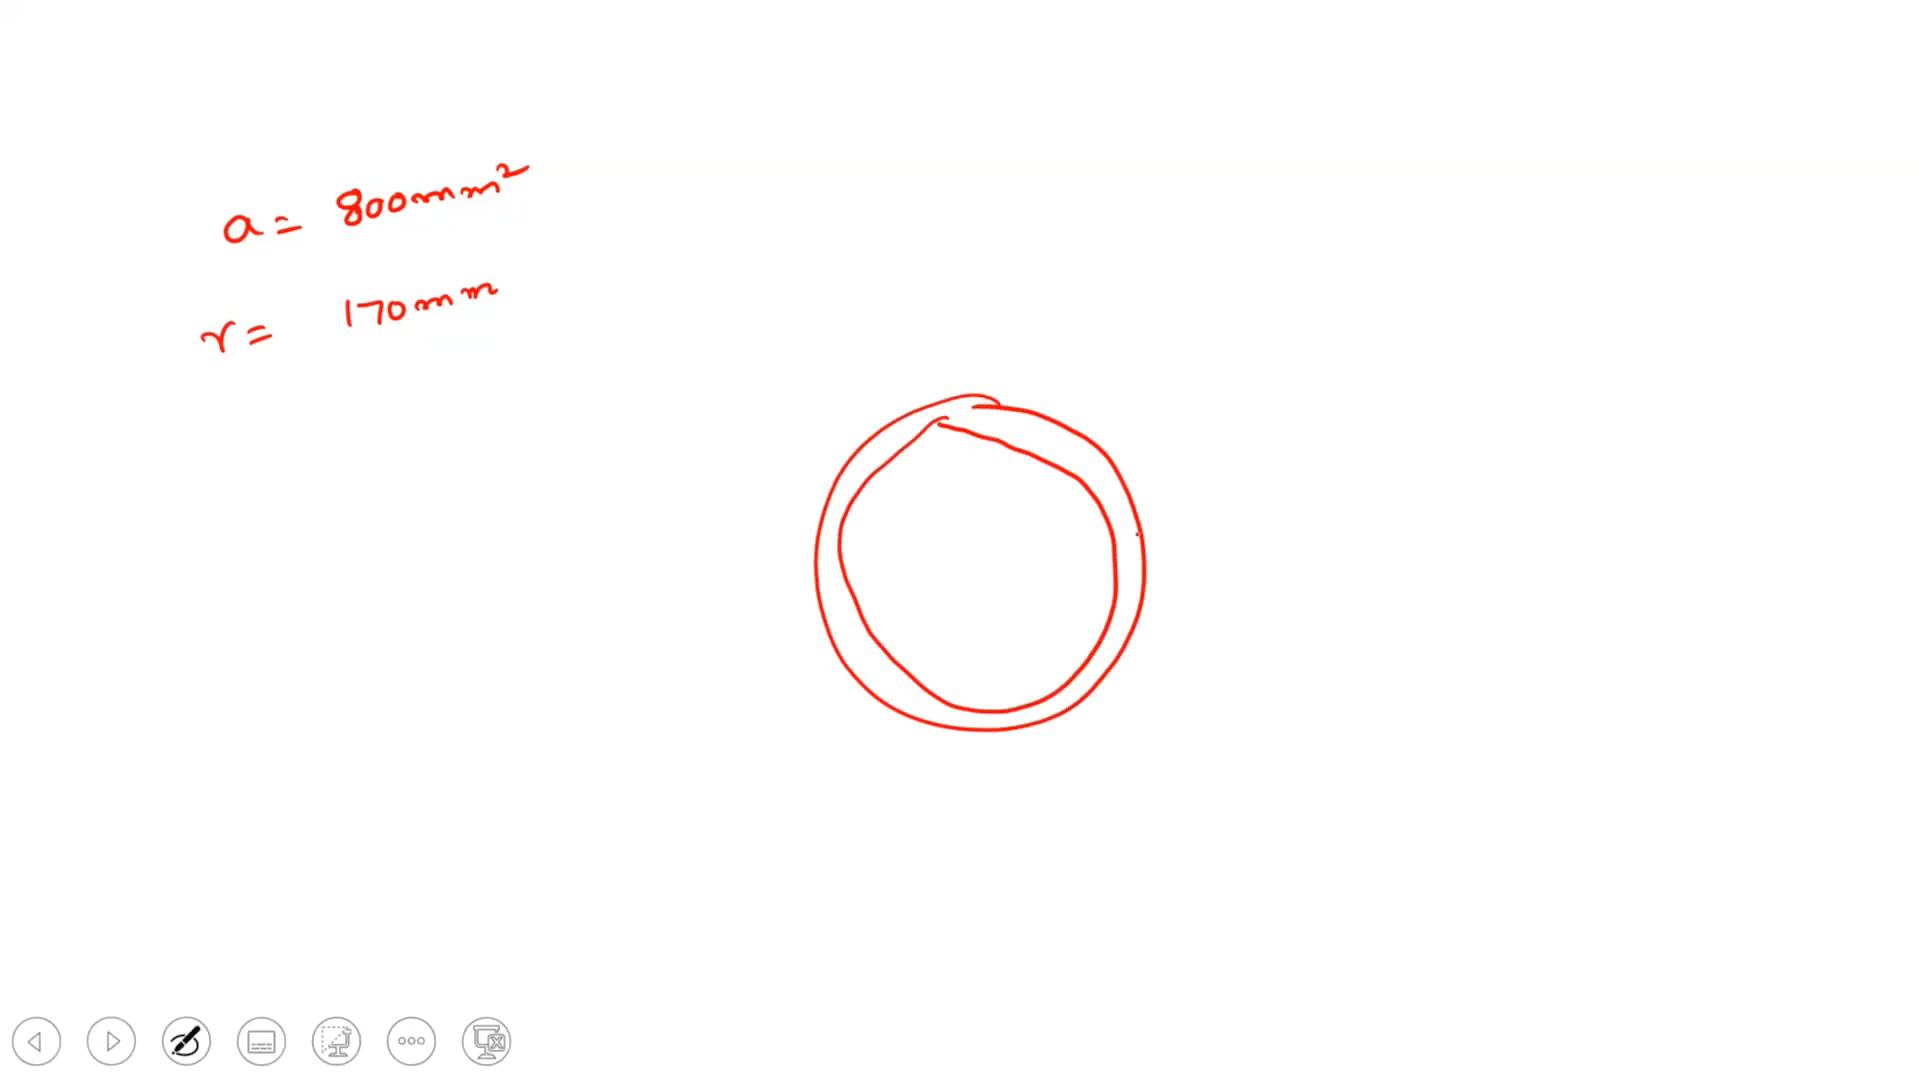 a = 800mm²
r = 170mm